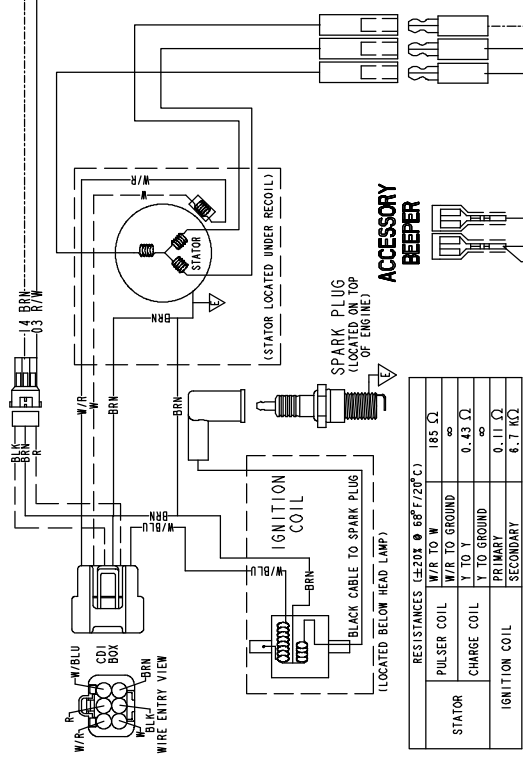 14 BRN
03 R/W
BLK
BRN
R
W/R
W
BRN
BRN
BRN
BRN
W/R
W
STATOR
(STATOR LOCATED UNDER RECOIL)
E
W/BLU
CDI
BOX
W/BLU
R
W/R
BRN
BLK
W
WIRE ENTRY VIEW
IGNITION
COIL
W/BLU
BRN
BLACK CABLE TO SPARK PLUG
(LOCATED BELOW HEAD LAMP)
SPARK PLUG
(LOCATED ON TOP
OF ENGINE)
E
ACCESSORY
BEEPER
RESISTANCES (±20% @ 68°F/20°C)
STATOR
PULSER COIL
W/R TO W 185 Ω
W/R TO GROUND ∞
CHARGE COIL
Y TO Y 0.43 Ω
Y TO GROUND ∞
IGNITION COIL
PRIMARY 0.11 Ω
SECONDARY 6.7 KΩ